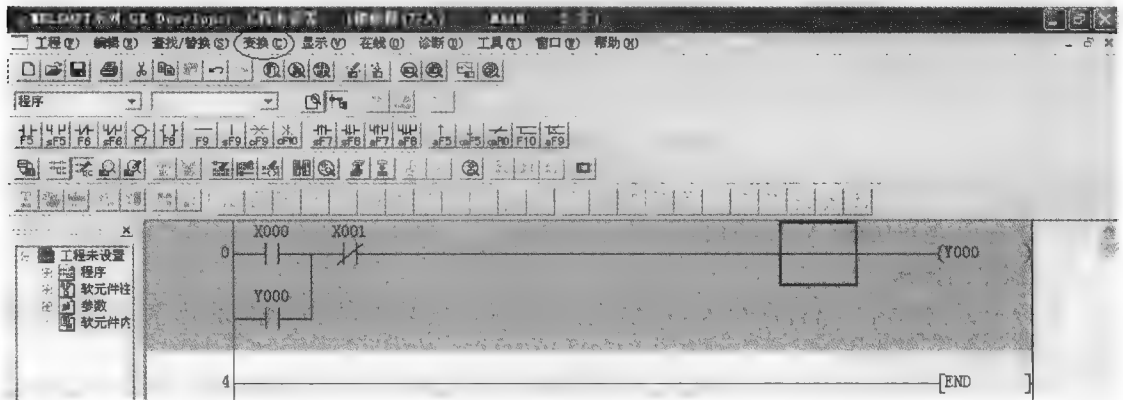 工程(F) 编辑(E) 查找/替换(S) 变换(C) 显示(V) 在线(O) 诊断(D) 工具(T) 窗口(W) 帮助(H)
程序
F5 sF5 F6 sF6 F7 F8 F9 sF9 cF9 cF10 sF7 sF8 aF7 aF8 aF5 caF5 caF10 F10 aF9
工程未设置
程序
软元件注
参数
软元件内
X000 X001
0 (Y000 )
Y000
4 [END ]